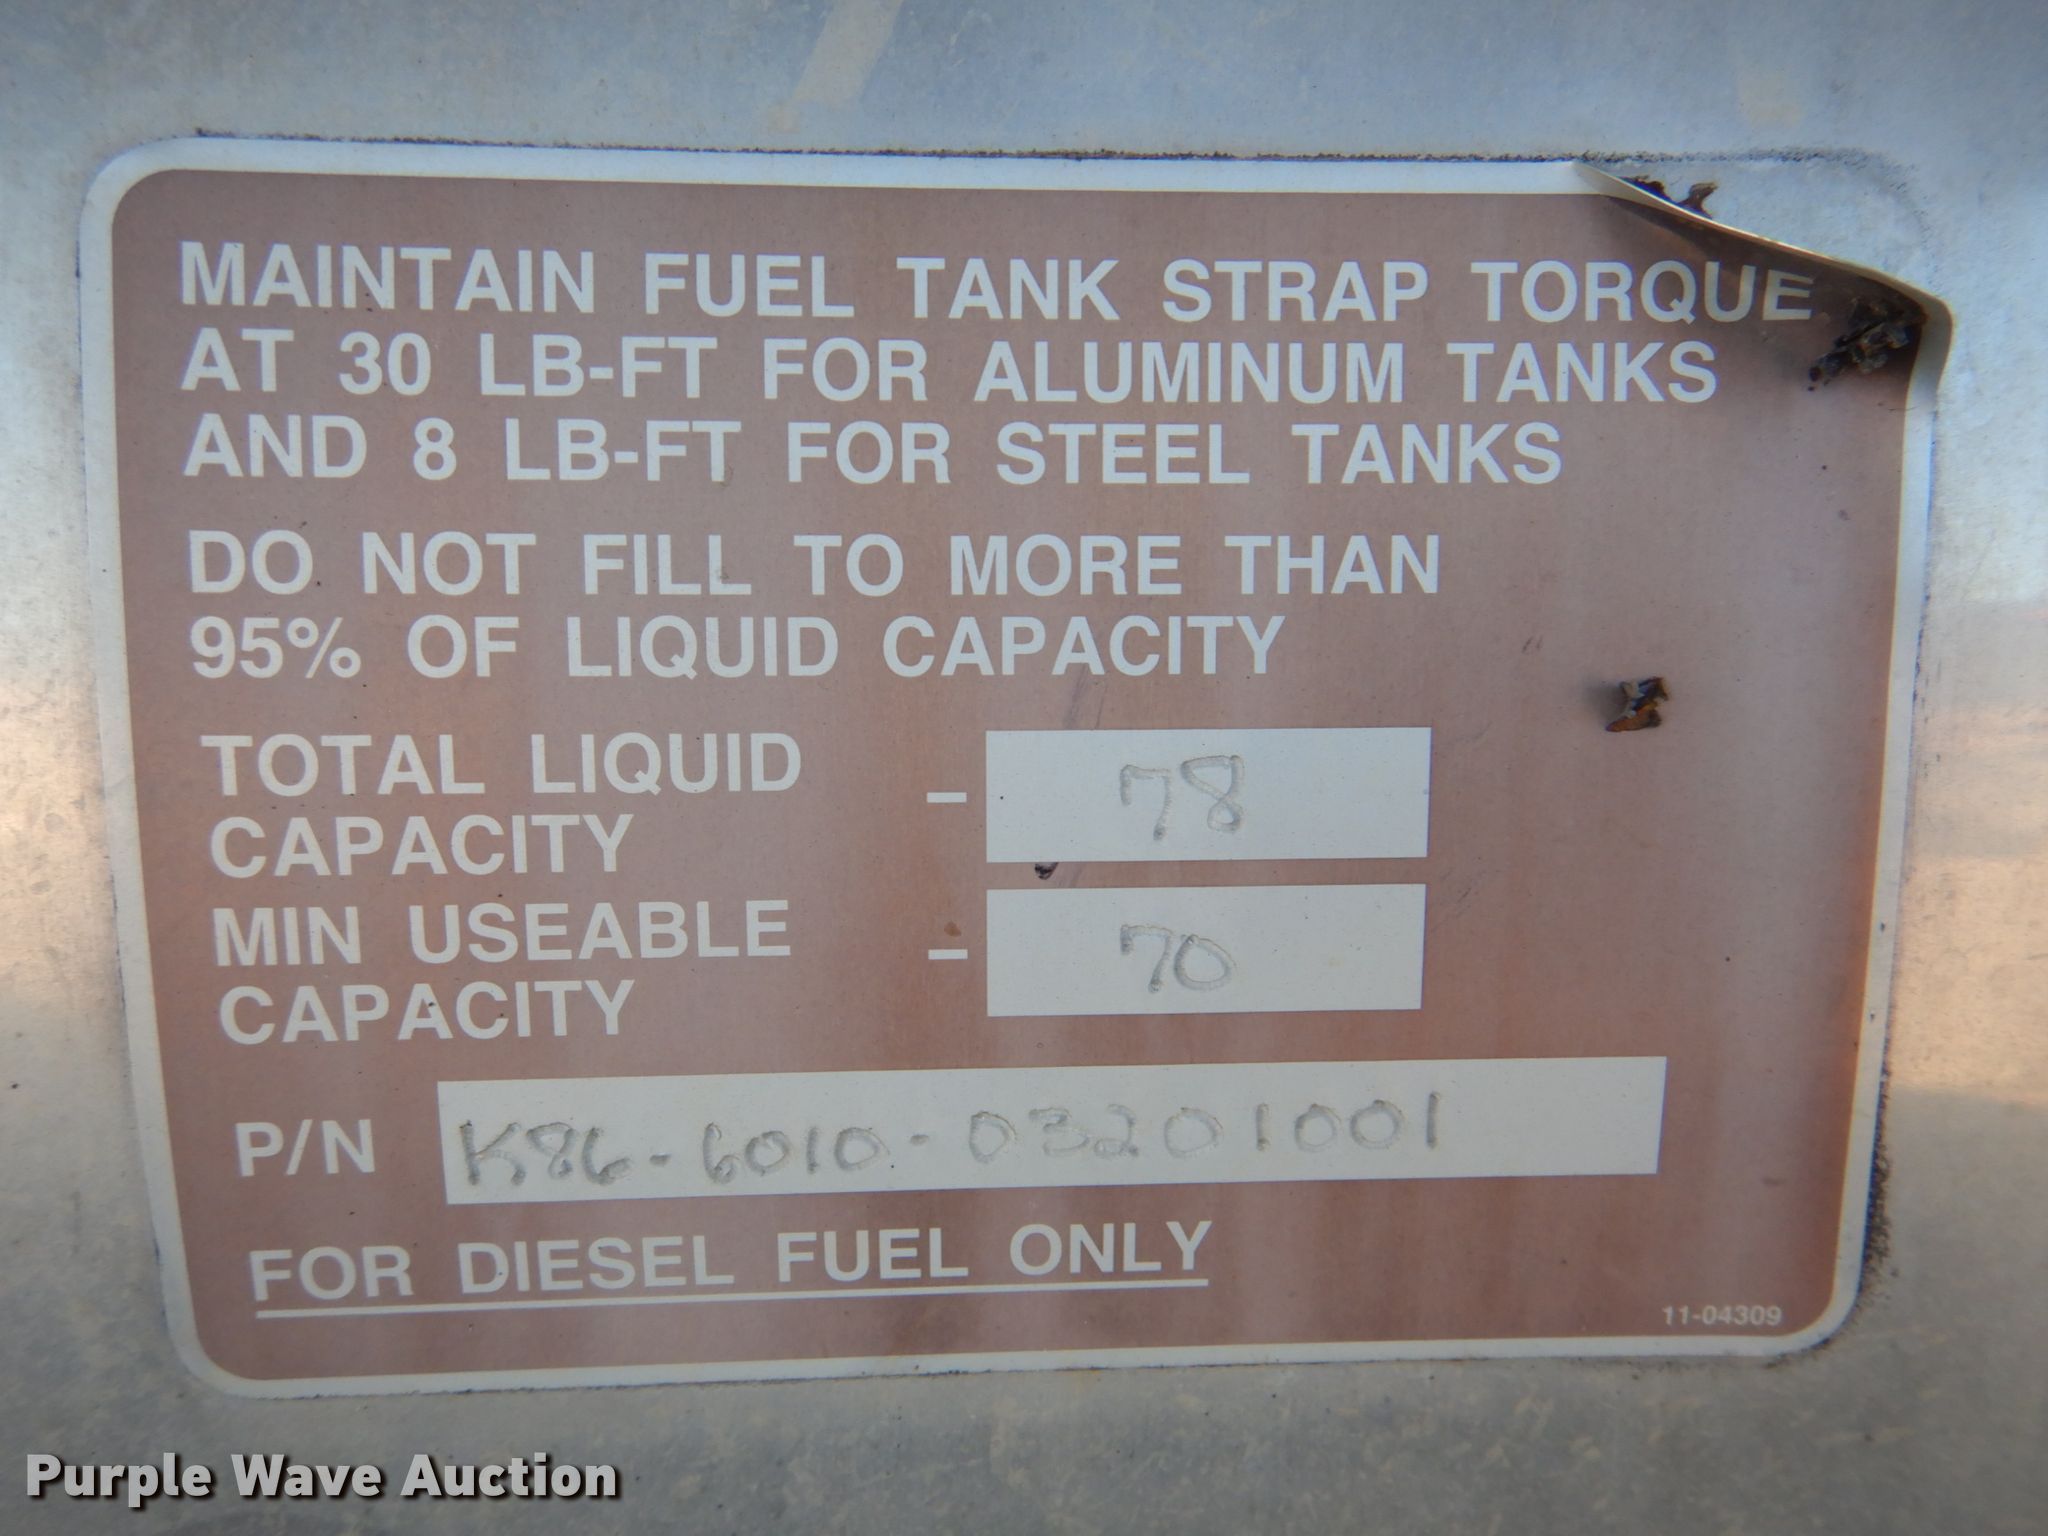 MAINTAIN FUEL TANK STRAP TORQUE
AT 30 LB-FT FOR ALUMINUM TANKS
AND 8 LB-FT FOR STEEL TANKS
DO NOT FILL TO MORE THAN
95% OF LIQUID CAPACITY
TOTAL LIQUID
CAPACITY - 78
MIN USEABLE
CAPACITY - 70
P/N K86-6010-03201001
FOR DIESEL FUEL ONLY
11-04309
Purple Wave Auction